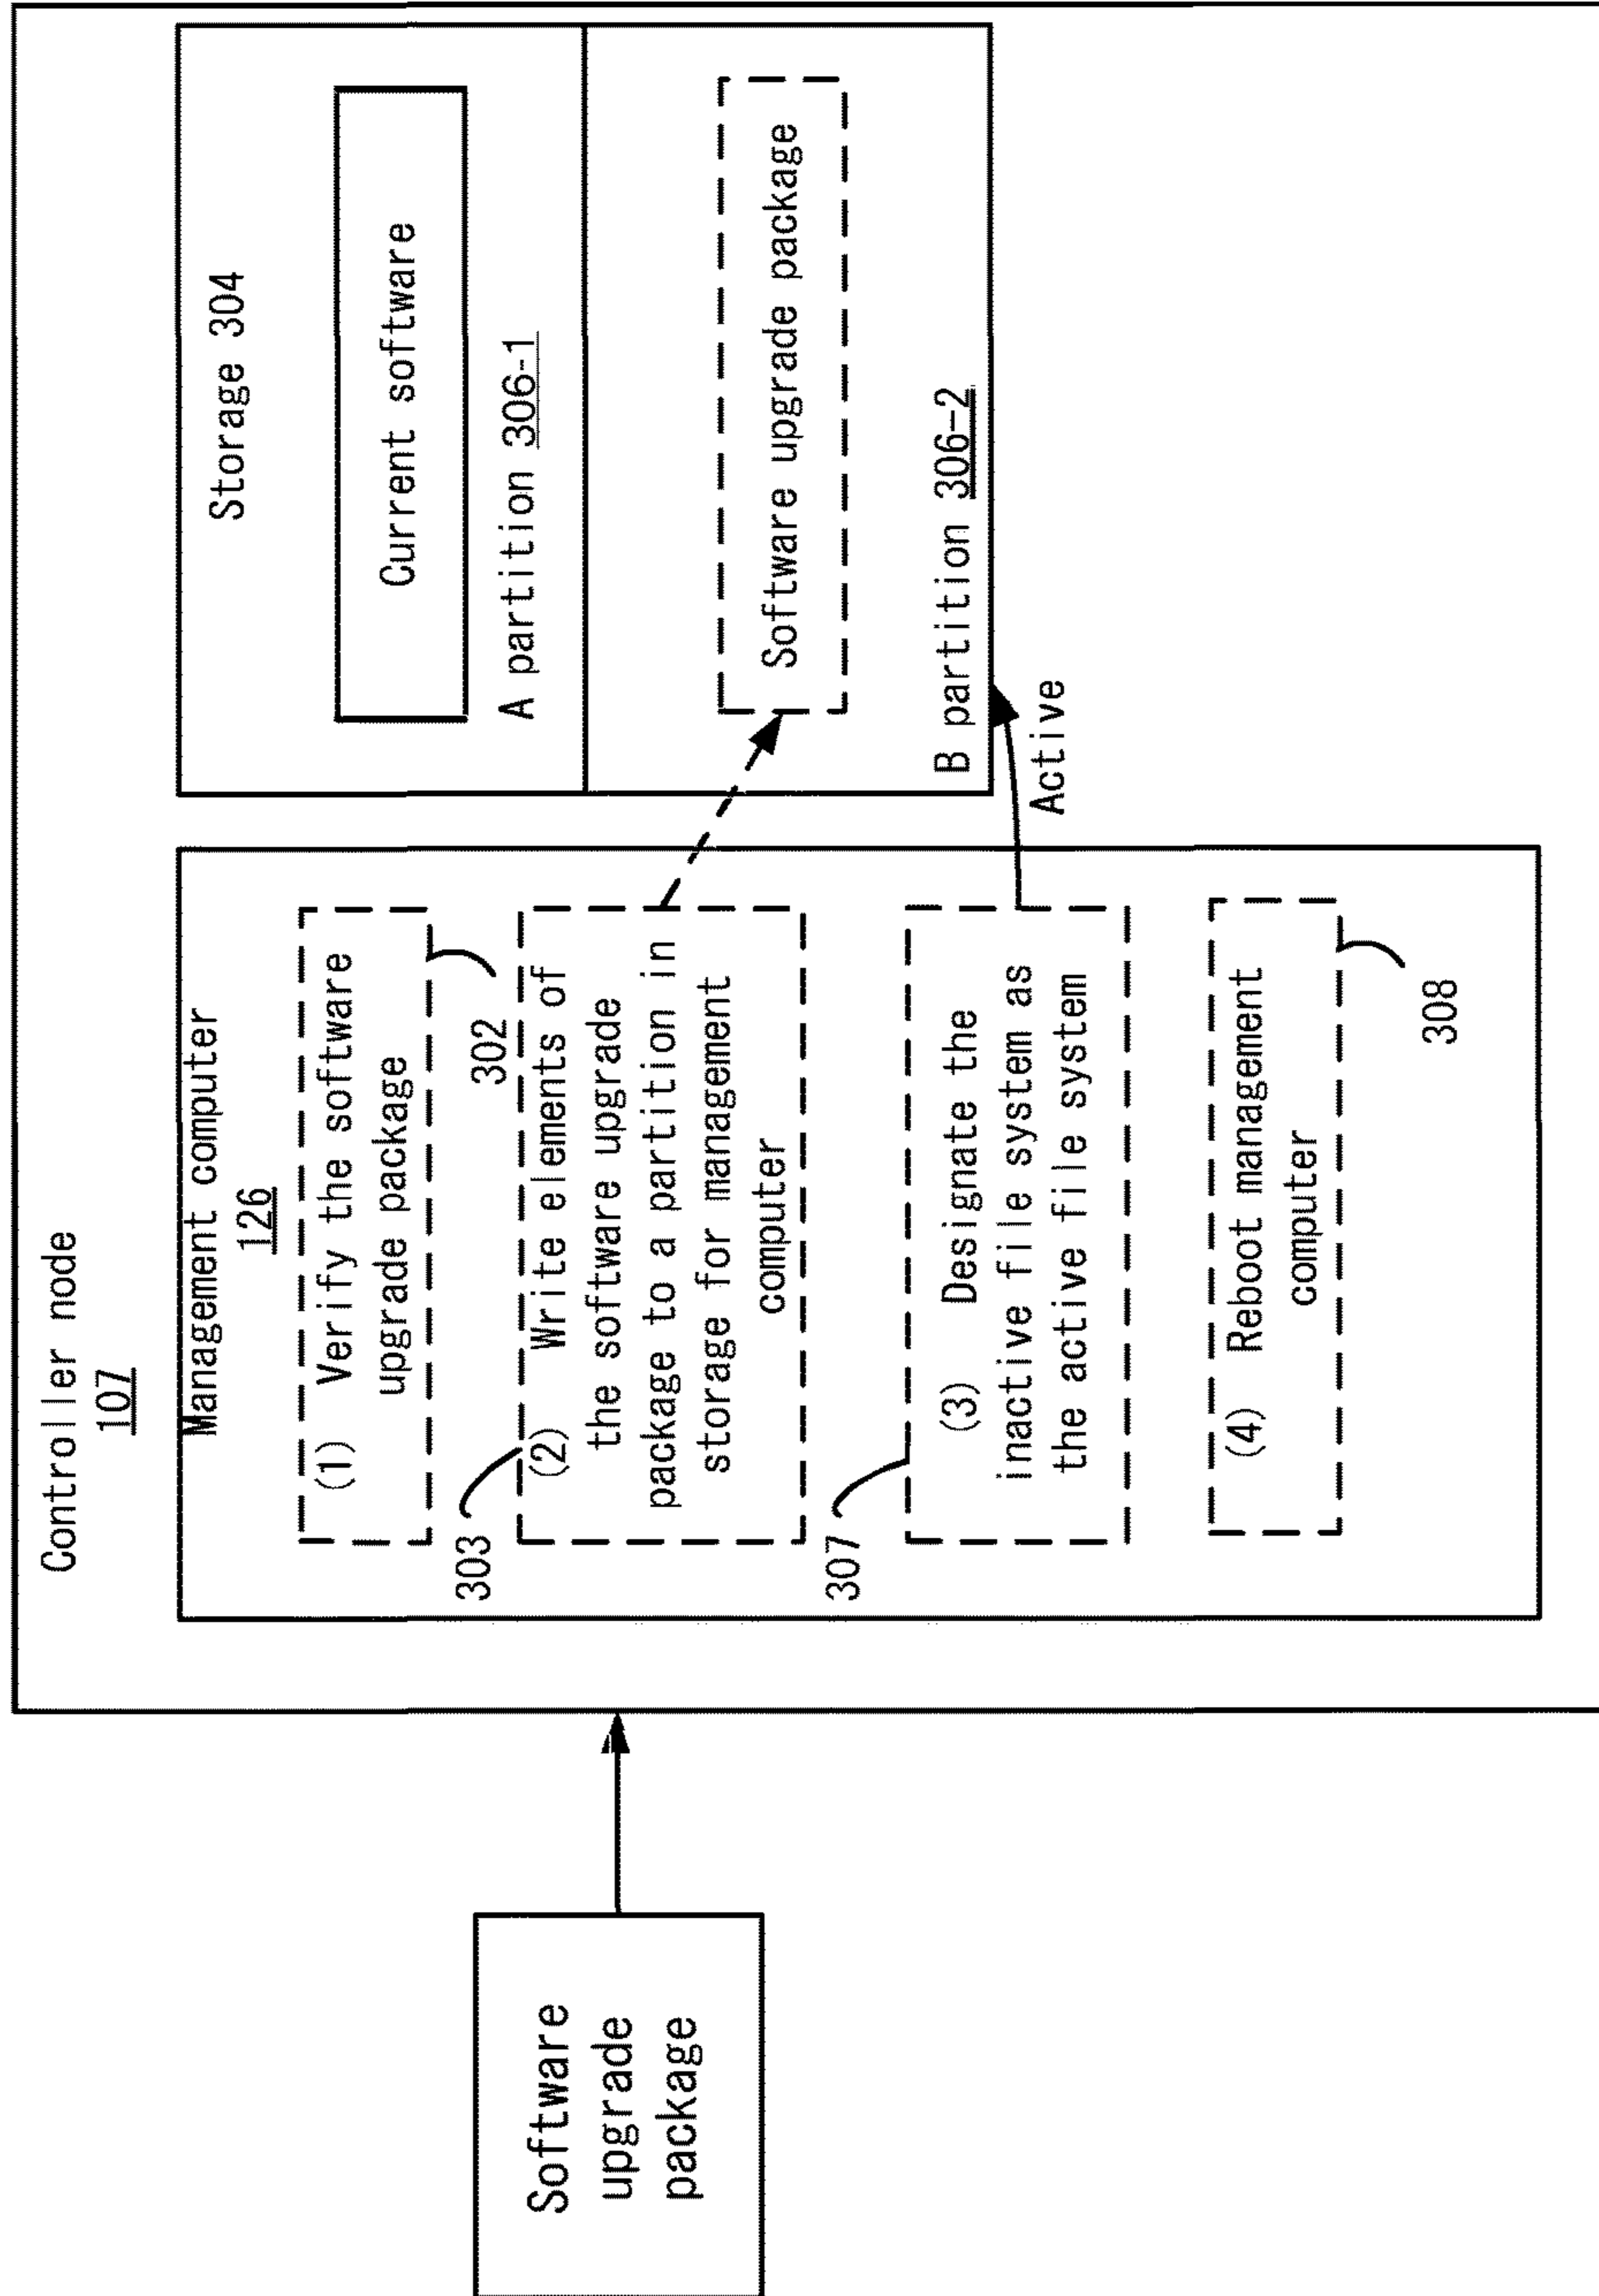 Controller node
107
Management computer
126
(1) Verify the software
upgrade package
302
303
(2) Write elements of
the software upgrade
package to a partition in
storage for management
computer
307
(3) Designate the
inactive file system as
the active file system
(4) Reboot management
computer
308
Storage 304
Current software
A partition 306-1
Software upgrade package
B partition 306-2
Active
Software
upgrade
package